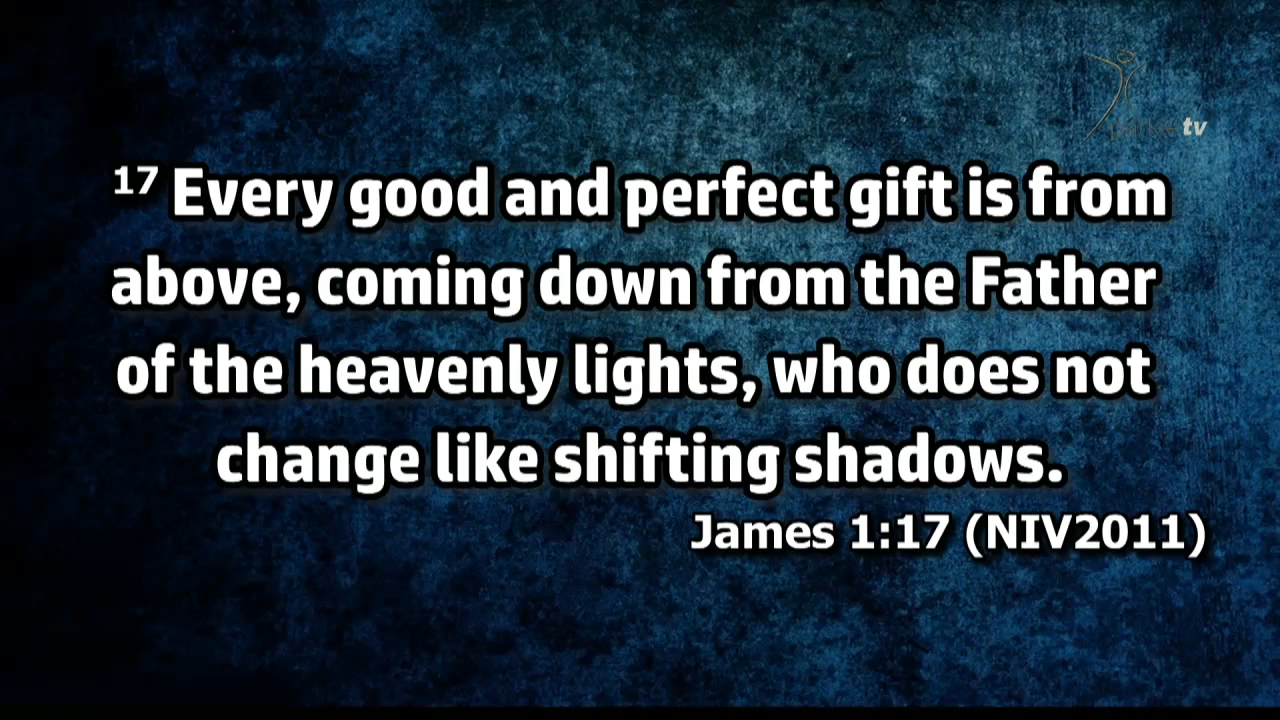 tv
17 Every good and perfect gift is from
above, coming down from the Father
of the heavenly lights, who does not
change like shifting shadows.
James 1:17 (NIV2011)